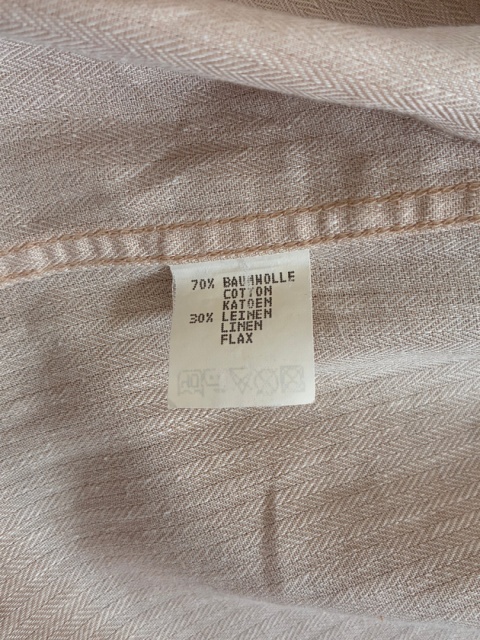 70% BAUMWOLLE
COTTON
KATOEN
30% LEINEN
LINEN
FLAX